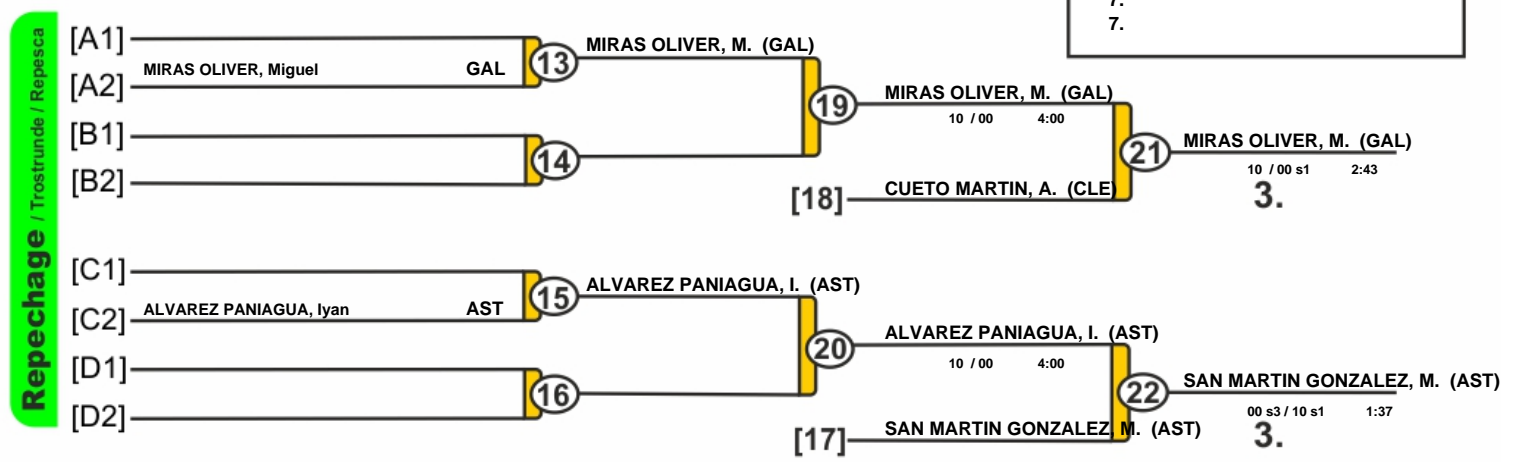 7.
7.
Repechage / Trostrunde / Repesca
[A1]
MIRAS OLIVER, Miguel GAL
[A2]
13
MIRAS OLIVER, M. (GAL)
[B1]
14
[B2]
19
MIRAS OLIVER, M. (GAL)
10 / 00 4:00
[18]
CUETO MARTIN, A. (CLE)
21
MIRAS OLIVER, M. (GAL)
10 / 00 s1 2:43
3.
[C1]
ALVAREZ PANIAGUA, Iyan AST
[C2]
15
ALVAREZ PANIAGUA, I. (AST)
[D1]
16
[D2]
20
ALVAREZ PANIAGUA, I. (AST)
10 / 00 4:00
[17]
SAN MARTIN GONZALEZ, M. (AST)
22
SAN MARTIN GONZALEZ, M. (AST)
00 s3 / 10 s1 1:37
3.